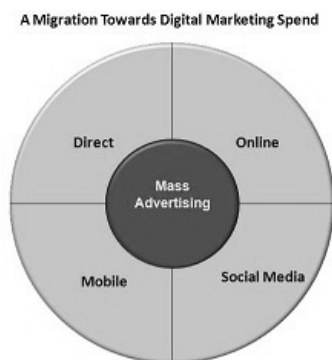 A Migration Towards Digital Marketing Spend
Direct
Online
Mass
Advertising
Mobile
Social Media